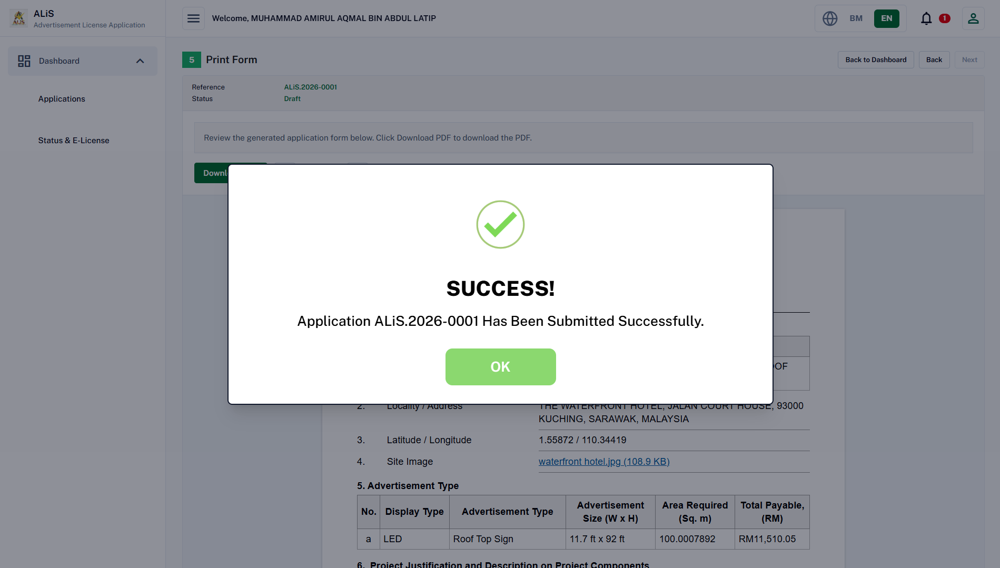 ALiS
Advertisement License Application
Welcome, MUHAMMAD AMIRUL AQMAL BIN ABDUL LATIP
BM
EN
1
Dashboard
Applications
Status & E-License
5 Print Form
Back to Dashboard
Back
Next
Reference ALiS.2026-0001
Status Draft
Review the generated application form below. Click Download PDF to download the PDF.
SUCCESS!
Application ALiS.2026-0001 Has Been Submitted Successfully.
OK
2. Locality / Address THE WATERFRONT HOTEL, JALAN COURT HOUSE, 93000
KUCHING, SARAWAK, MALAYSIA
3. Latitude / Longitude 1.55872 / 110.34419
4. Site Image waterfront hotel.jpg (108.9 KB)
5. Advertisement Type
No. Display Type Advertisement Type Advertisement Size (W x H) Area Required (Sq. m) Total Payable, (RM)
a LED Roof Top Sign 11.7 ft x 92 ft 100.0007892 RM11,510.05
6. Project Justification and Description on Project Components